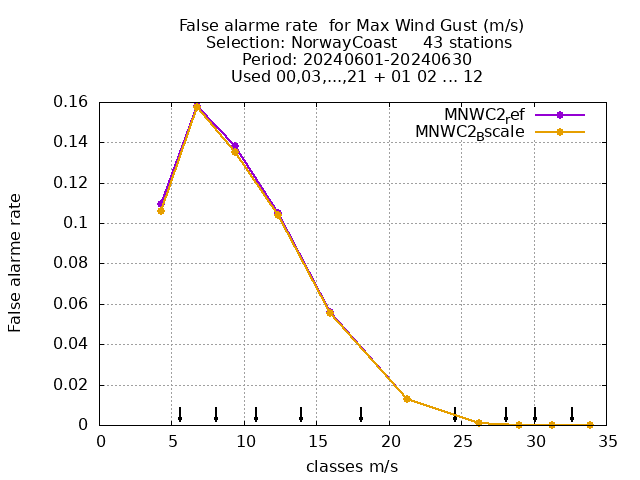 False alarme rate  for Max Wind Gust (m/s)
Selection: NorwayCoast     43 stations
Period: 20240601-20240630
Used 00,03,...,21 + 01 02 ... 12
MNWC2ref
MNWC2Bscale
False alarme rate
0.16
0.14
0.12
0.1
0.08
0.06
0.04
0.02
0
0 5 10 15 20 25 30 35
classes m/s